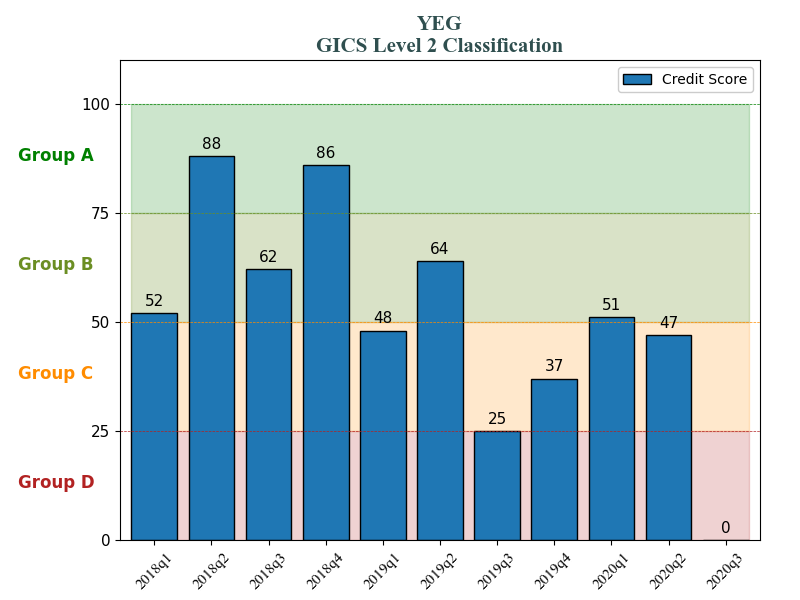 YEG
GICS Level 2 Classification
Credit Score
100
Group A
88
86
75
Group B
64
62
52
51
50
48
47
Group C
37
25
25
Group D
0
0
2018q1
2018q2
2018q3
2018q4
2019q1
2019q2
2019q3
2019q4
2020q1
2020q2
2020q3